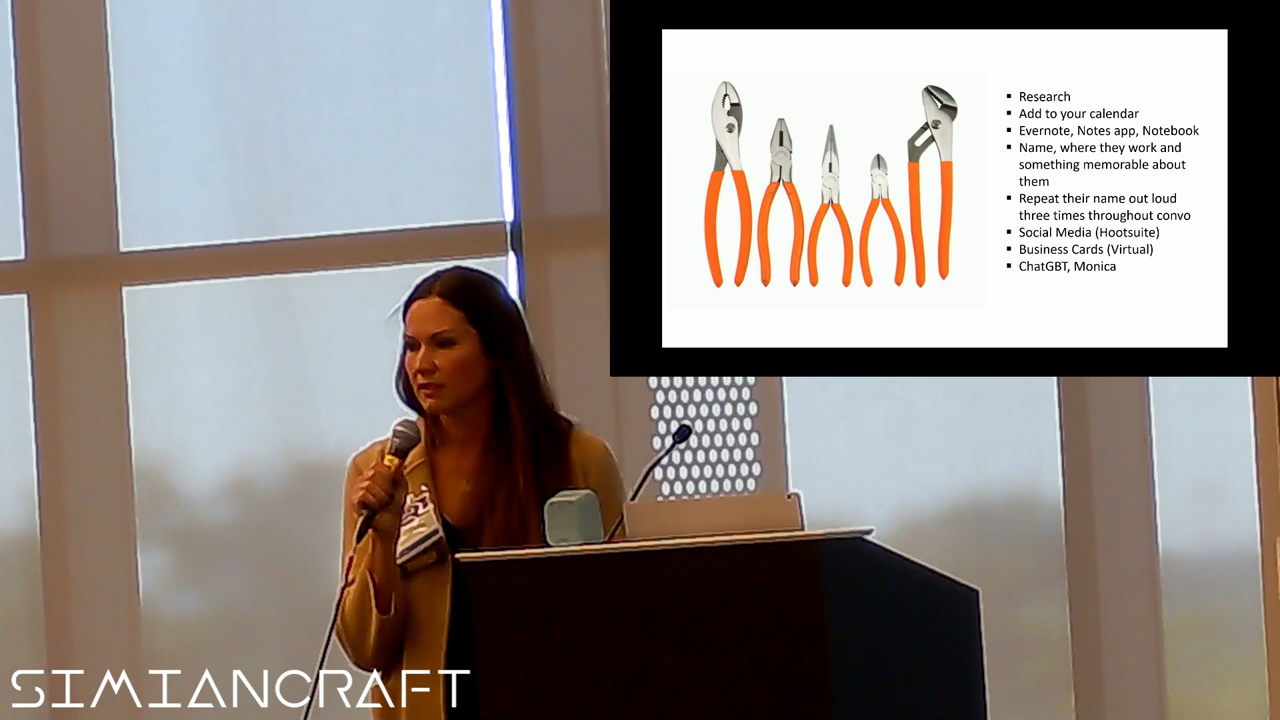 ▪ Research
▪ Add to your calendar
▪ Evernote, Notes app, Notebook
▪ Name, where they work and
something memorable about
them
▪ Repeat their name out loud
three times throughout convo
▪ Social Media (Hootsuite)
▪ Business Cards (Virtual)
▪ ChatGBT, Monica
SIMIANCRAFT